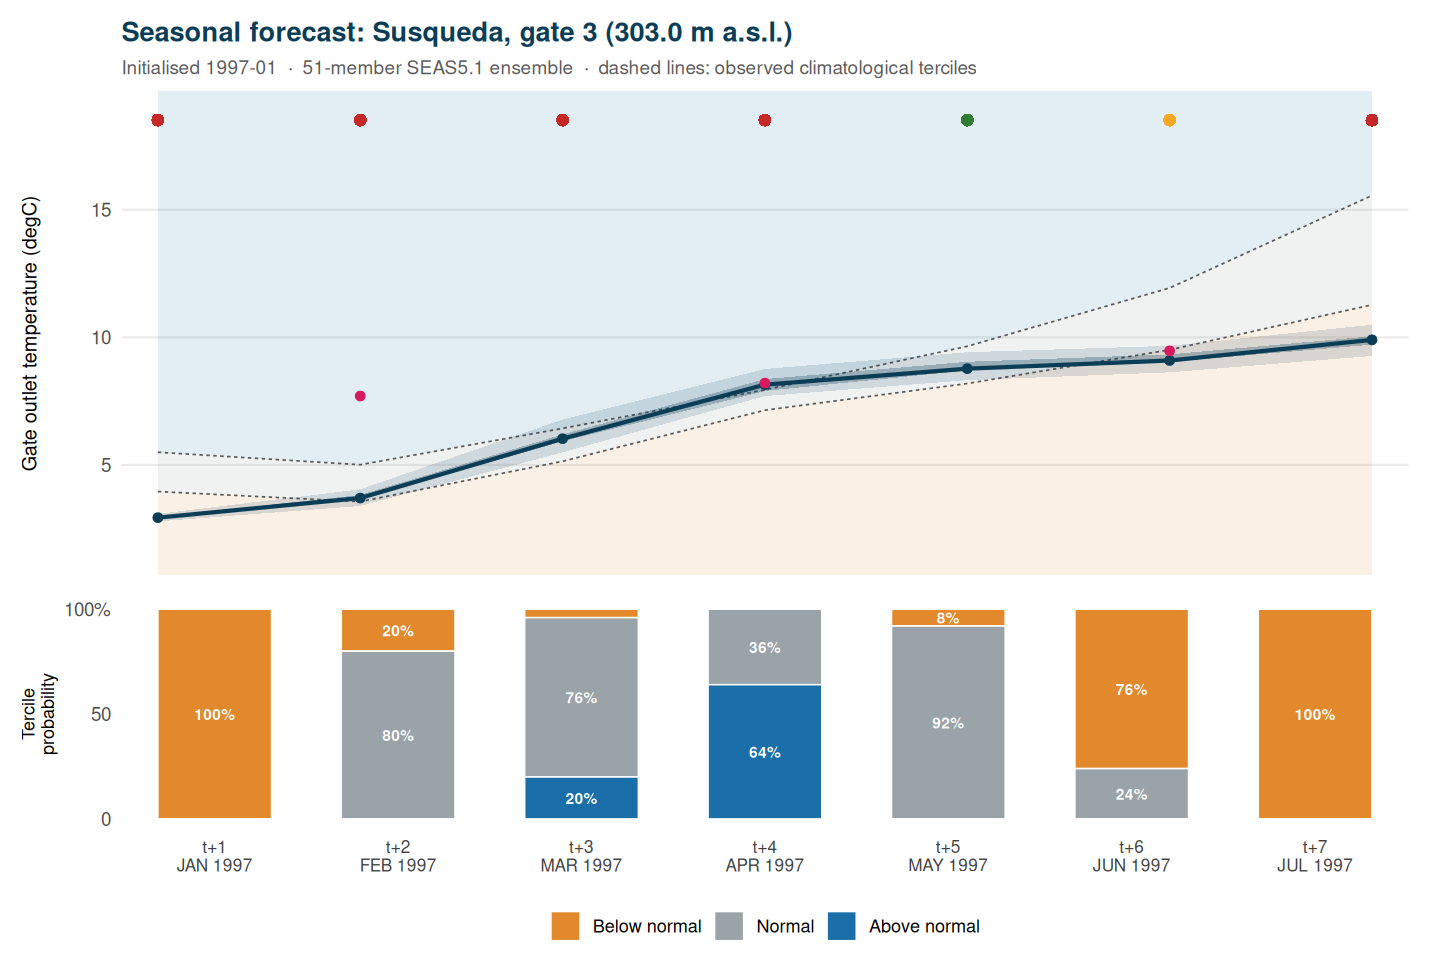 Seasonal forecast: Susqueda, gate 3 (303.0 m a.s.l.)
Initialised 1997-01 · 51-member SEAS5.1 ensemble · dashed lines: observed climatological terciles
Gate outlet temperature (degC)
15
10
5
Tercile
probability
100%
50
0
100%
20%
80%
76%
20%
36%
64%
8%
92%
76%
24%
100%
t+1
JAN 1997
t+2
FEB 1997
t+3
MAR 1997
t+4
APR 1997
t+5
MAY 1997
t+6
JUN 1997
t+7
JUL 1997
Below normal
Normal
Above normal